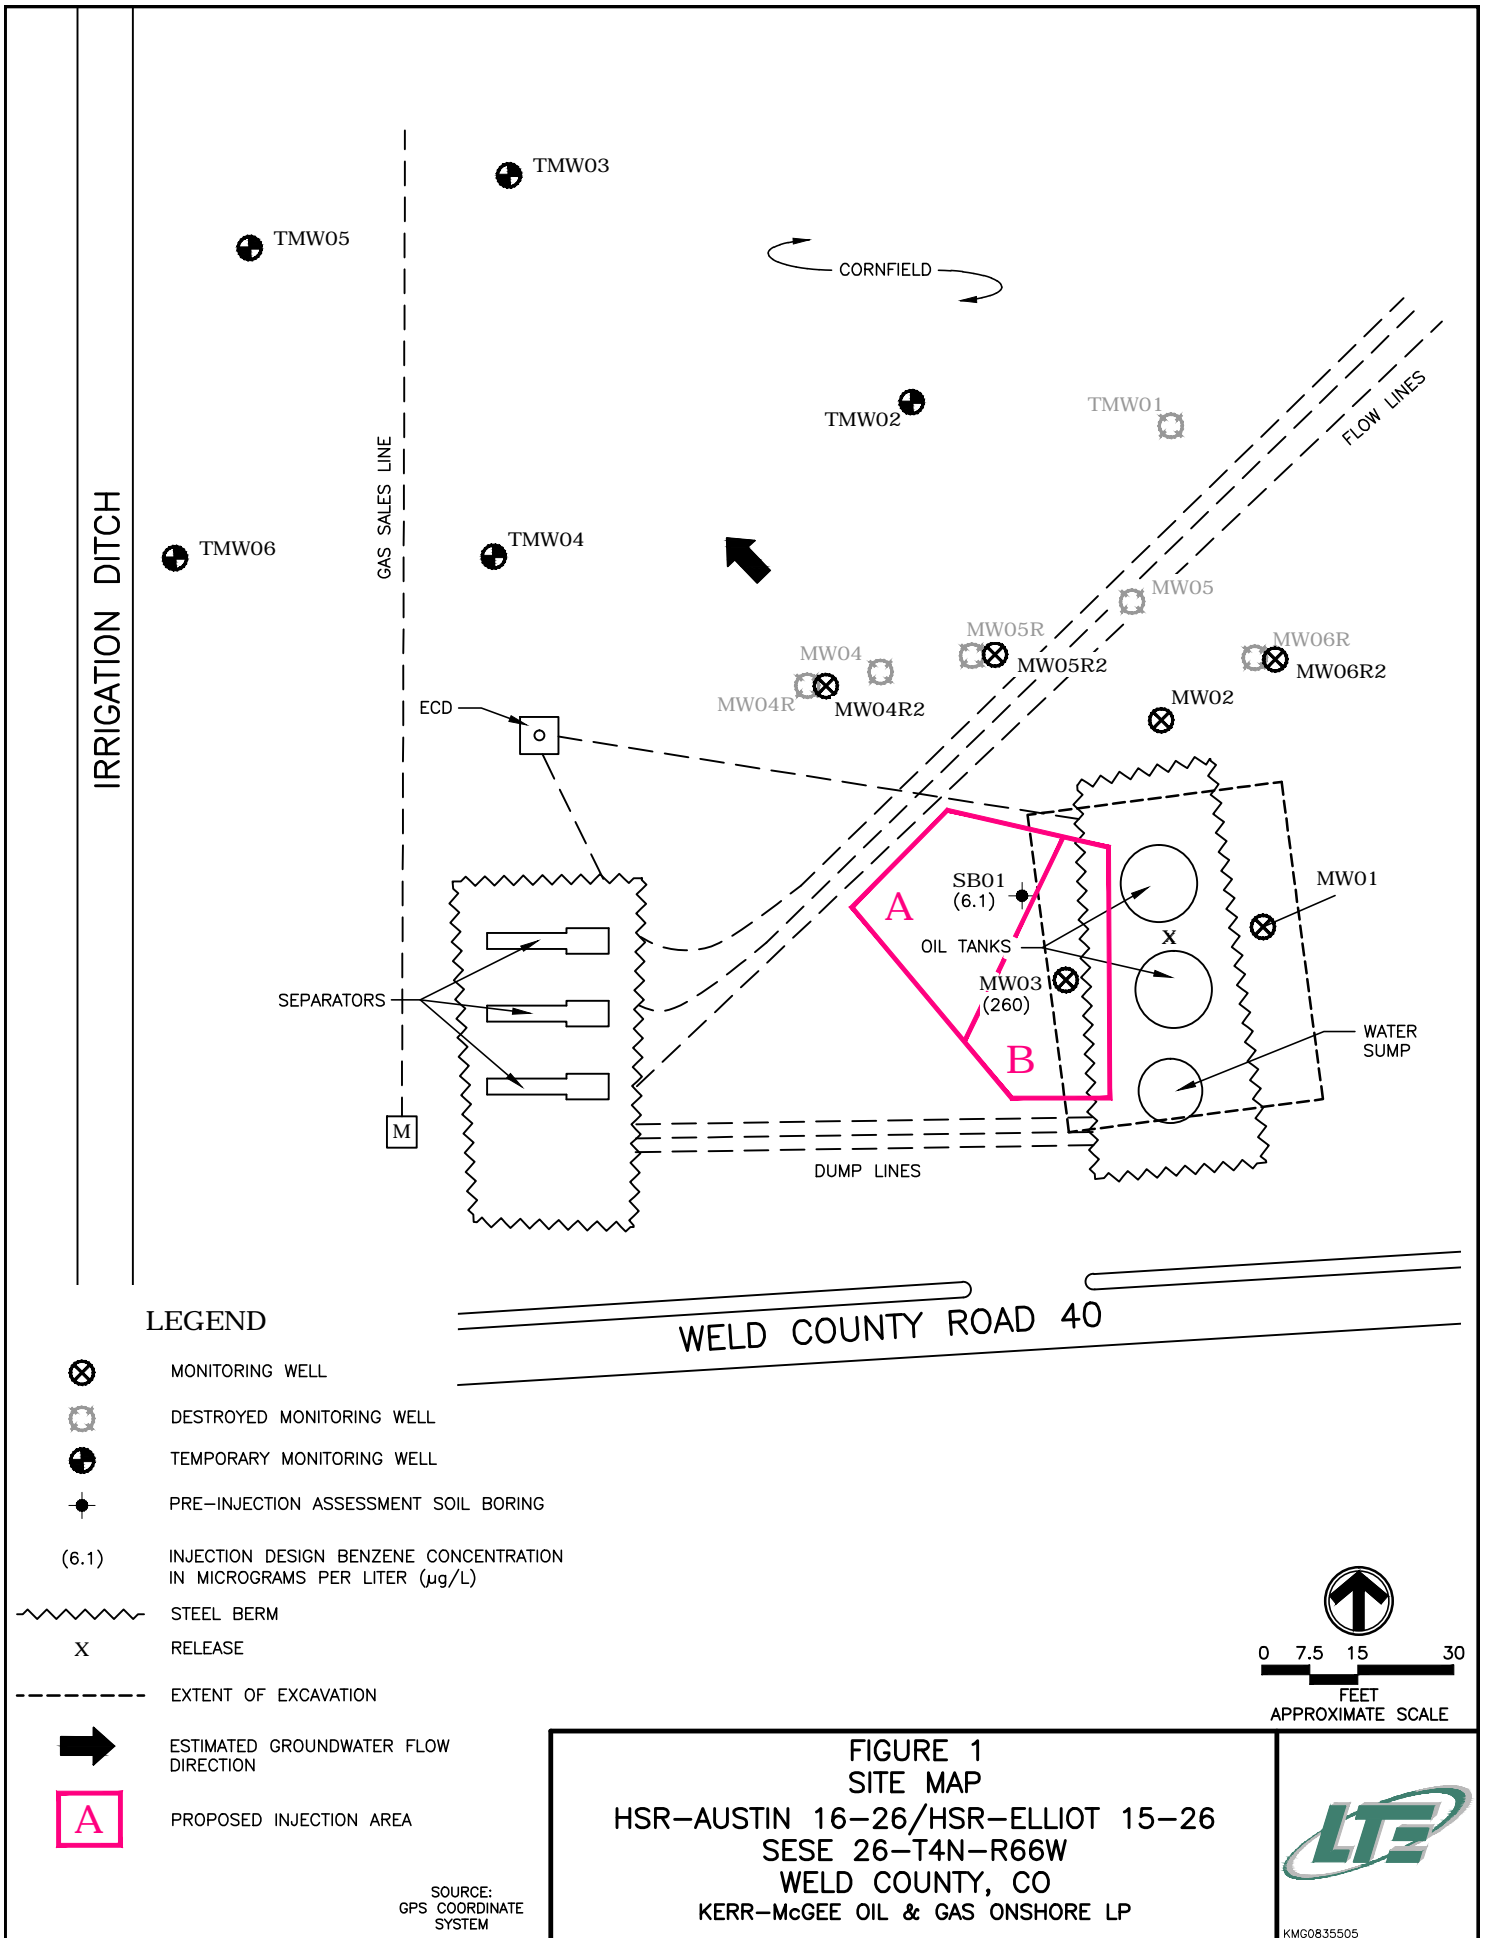 TMW03
TMW05
CORNFIELD
TMW02
TMW01
FLOW LINES
GAS SALES LINE
IRRIGATION DITCH
TMW06
TMW04
MW05
MW05R
MW05R2
MW06R
MW06R2
MW04
MW04R
MW04R2
MW02
ECD
SB01
(6.1)
A
MW01
OIL TANKS
X
MW03
(260)
SEPARATORS
B
WATER
SUMP
M
DUMP LINES
WELD COUNTY ROAD 40
LEGEND
MONITORING WELL
DESTROYED MONITORING WELL
TEMPORARY MONITORING WELL
PRE-INJECTION ASSESSMENT SOIL BORING
(6.1) INJECTION DESIGN BENZENE CONCENTRATION
IN MICROGRAMS PER LITER (µg/L)
STEEL BERM
X RELEASE
EXTENT OF EXCAVATION
ESTIMATED GROUNDWATER FLOW
DIRECTION
A PROPOSED INJECTION AREA
0 7.5 15 30
FEET
APPROXIMATE SCALE
SOURCE:
GPS COORDINATE
SYSTEM
FIGURE 1
SITE MAP
HSR-AUSTIN 16-26/HSR-ELLIOT 15-26
SESE 26-T4N-R66W
WELD COUNTY, CO
KERR-McGEE OIL & GAS ONSHORE LP
LTE
KMG0835505